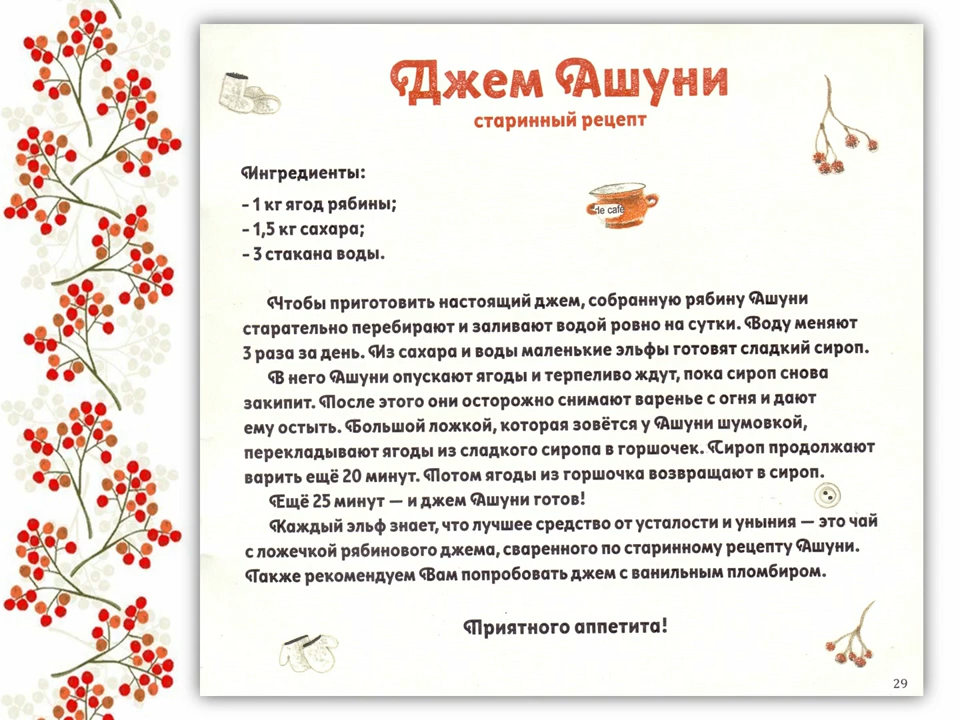 Джем Ашуни
старинный рецепт
Ингредиенты:
- 1 кг ягод рябины;
- 1,5 кг сахара;
- 3 стакана воды.
de café
Чтобы приготовить настоящий джем, собранную рябину Ашуни
старательно перебирают и заливают водой ровно на сутки. Воду меняют
3 раза за день. Из сахара и воды маленькие эльфы готовят сладкий сироп.
В него Ашуни опускают ягоды и терпеливо ждут, пока сироп снова
закипит. После этого они осторожно снимают варенье с огня и дают
ему остыть. Большой ложкой, которая зовётся у Ашуни шумовкой,
перекладывают ягоды из сладкого сиропа в горшочек. Сироп продолжают
варить ещё 20 минут. Потом ягоды из горшочка возвращают в сироп.
Ещё 25 минут — и джем Ашуни готов!
Каждый эльф знает, что лучшее средство от усталости и уныния — это чай
с ложечкой рябинового джема, сваренного по старинному рецепту Ашуни.
Также рекомендуем Вам попробовать джем с ванильным пломбиром.
Приятного аппетита!
29